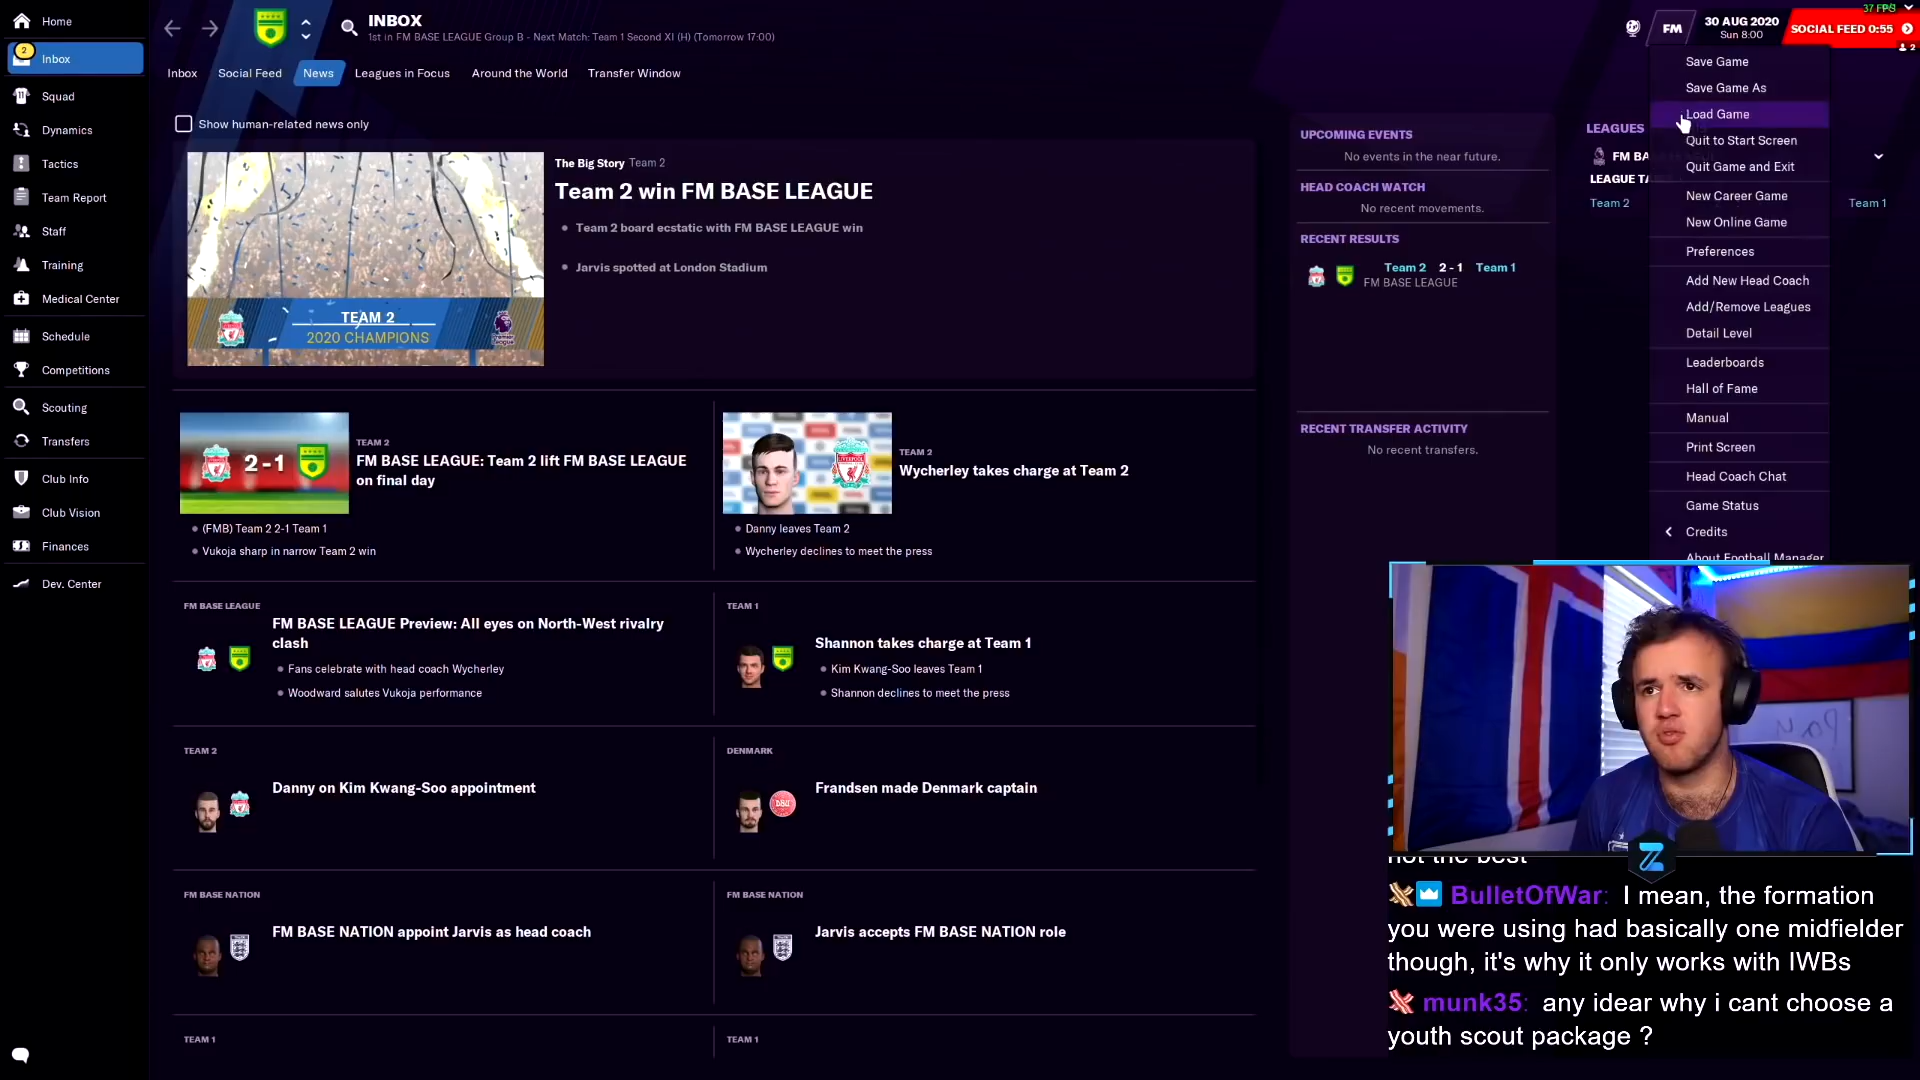 Home
2
Inbox
Squad
Dynamics
Tactics
Team Report
Staff
Training
Medical Center
Schedule
Competitions
Scouting
Transfers
Club Info
Club Vision
Finances
Dev. Center
INBOX
1st in FM BASE LEAGUE Group B - Next Match: Team 1 Second XI (H) (Tomorrow 17:00)
Inbox Social Feed News Leagues in Focus Around the World Transfer Window
Show human-related news only
TEAM 2
2020 CHAMPIONS
The Big Story Team 2
Team 2 win FM BASE LEAGUE
Team 2 board ecstatic with FM BASE LEAGUE win
Jarvis spotted at London Stadium
2-1
TEAM 2
FM BASE LEAGUE: Team 2 lift FM BASE LEAGUE
on final day
(FMB) Team 2 2-1 Team 1
Vukoja sharp in narrow Team 2 win
TEAM 2
Wycherley takes charge at Team 2
Danny leaves Team 2
Wycherley declines to meet the press
FM BASE LEAGUE
FM BASE LEAGUE Preview: All eyes on North-West rivalry
clash
Fans celebrate with head coach Wycherley
Woodward salutes Vukoja performance
TEAM 1
Shannon takes charge at Team 1
Kim Kwang-Soo leaves Team 1
Shannon declines to meet the press
TEAM 2
Danny on Kim Kwang-Soo appointment
DENMARK
Frandsen made Denmark captain
FM BASE NATION
FM BASE NATION appoint Jarvis as head coach
FM BASE NATION
Jarvis accepts FM BASE NATION role
TEAM 1
TEAM 1
UPCOMING EVENTS
No events in the near future.
HEAD COACH WATCH
No recent movements.
RECENT RESULTS
Team 2 2 - 1 Team 1
FM BASE LEAGUE
RECENT TRANSFER ACTIVITY
No recent transfers.
37 FPS
FM
30 AUG 2020
Sun 8:00
SOCIAL FEED 0:55
2
LEAGUES
FM BA
LEAGUE TA
Team 2
Team 1
Save Game
Save Game As
Load Game
Quit to Start Screen
Quit Game and Exit
New Career Game
New Online Game
Preferences
Add New Head Coach
Add/Remove Leagues
Detail Level
Leaderboards
Hall of Fame
Manual
Print Screen
Head Coach Chat
Game Status
Credits
About Football Manager
not the best
BulletOfWar: I mean, the formation
you were using had basically one midfielder
though, it's why it only works with IWBs
munk35: any idear why i cant choose a
youth scout package ?